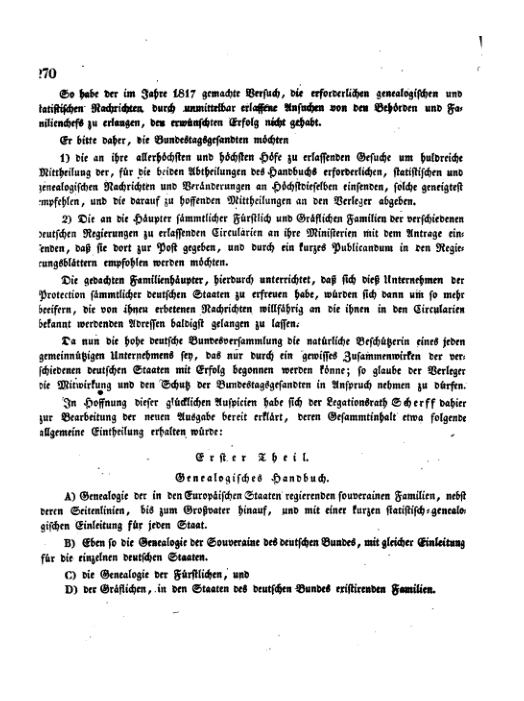 270
So habe der im Jahre 1817 gemachte Versuch, die erforderlichen genealogischen und
statistischen Nachrichten durch unmittelbar erlassene Ansuchen von den Behörden und Fa-
milienchefs zu erlangen, den erwünschten Erfolg nicht gehabt.
Er bitte daher, die Bundestagsgesandten möchten
1) die an ihre allerhöchsten und höchsten Höfe zu erlassenden Gesuche um huldreiche
Mittheilung der, für die beiden Abtheilungen des Handbuchs erforderlichen, statistischen und
genealogischen Nachrichten und Veränderungen an Höchstdieselben einsenden, solche geneigtest
empfehlen, und die darauf zu hoffenden Mittheilungen an den Verleger abgeben.
2) Die an die Häupter sämmtlicher Fürstlich und Gräflichen Familien der verschiedenen
deutschen Regierungen zu erlassenden Circularien an ihre Ministerien mit dem Antrage ein-
senden, daß sie dort zur Post gegeben, und durch ein kurzes Publicandum in den Regie-
rungsblättern empfohlen werden möchten.
Die gedachten Familienhäupter, hierdurch unterrichtet, daß sich dieß Unternehmen der
Protection sämmtlicher deutschen Staaten zu erfreuen habe, würden sich dann um so mehr
beeifern, die von ihnen erbetenen Nachrichten willfährig an die ihnen in den Circularien
bekannt werdenden Adressen baldigst gelangen zu lassen.
Da nun die hohe deutsche Bundesversammlung die natürliche Beschützerin eines jeden
gemeinnützigen Unternehmens sey, das nur durch ein gewisses Zusammenwirken der ver-
schiedenen deutschen Staaten mit Erfolg begonnen werden könne; so glaube der Verleger
die Mitwirkung und den Schutz der Bundestagsgesandten in Anspruch nehmen zu dürfen.
In Hoffnung dieser glücklichen Auspicien habe sich der Legationsrath Scherff dahier
zur Bearbeitung der neuen Ausgabe bereit erklärt, deren Gesammtinhalt etwa folgende
allgemeine Eintheilung erhalten würde:
Erster Theil.
Genealogisches Handbuch.
A) Genealogie der in den Europäischen Staaten regierenden souverainen Familien, nebst
deren Seitenlinien, bis zum Großvater hinauf, und mit einer kurzen statistisch-genealo-
gischen Einleitung für jeden Staat.
B) Eben so die Genealogie der Souveraine des deutschen Bundes, mit gleicher Einleitung
für die einzelnen deutschen Staaten.
C) die Genealogie der Fürstlichen, und
D) der Gräflichen, in den Staaten des deutschen Bundes existirenden Familien.